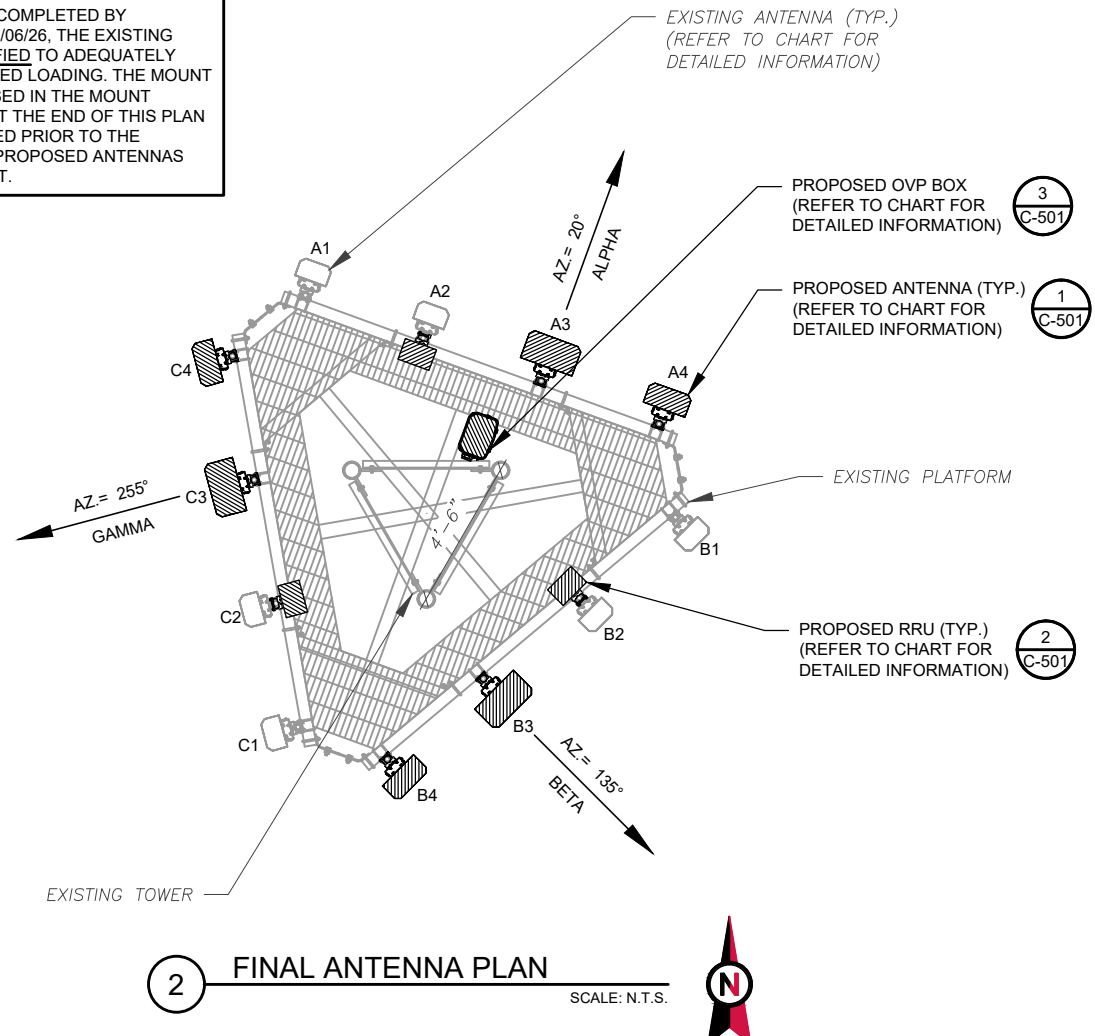 COMPLETED BY
/06/26, THE EXISTING
FIED TO ADEQUATELY
ED LOADING. THE MOUNT
SED IN THE MOUNT
T THE END OF THIS PLAN
ED PRIOR TO THE
PROPOSED ANTENNAS
T.
EXISTING ANTENNA (TYP.)
(REFER TO CHART FOR
DETAILED INFORMATION)
PROPOSED OVP BOX
(REFER TO CHART FOR
DETAILED INFORMATION)
3
C-501
AZ.= 20°
ALPHA
A1
A2
A3
A4
PROPOSED ANTENNA (TYP.)
(REFER TO CHART FOR
DETAILED INFORMATION)
1
C-501
C4
C3
AZ.= 255°
GAMMA
4'-6"
EXISTING PLATFORM
B1
B2
C2
C1
PROPOSED RRU (TYP.)
(REFER TO CHART FOR
DETAILED INFORMATION)
2
C-501
B3
B4
AZ.= 135°
BETA
EXISTING TOWER
2
FINAL ANTENNA PLAN
SCALE: N.T.S.
N